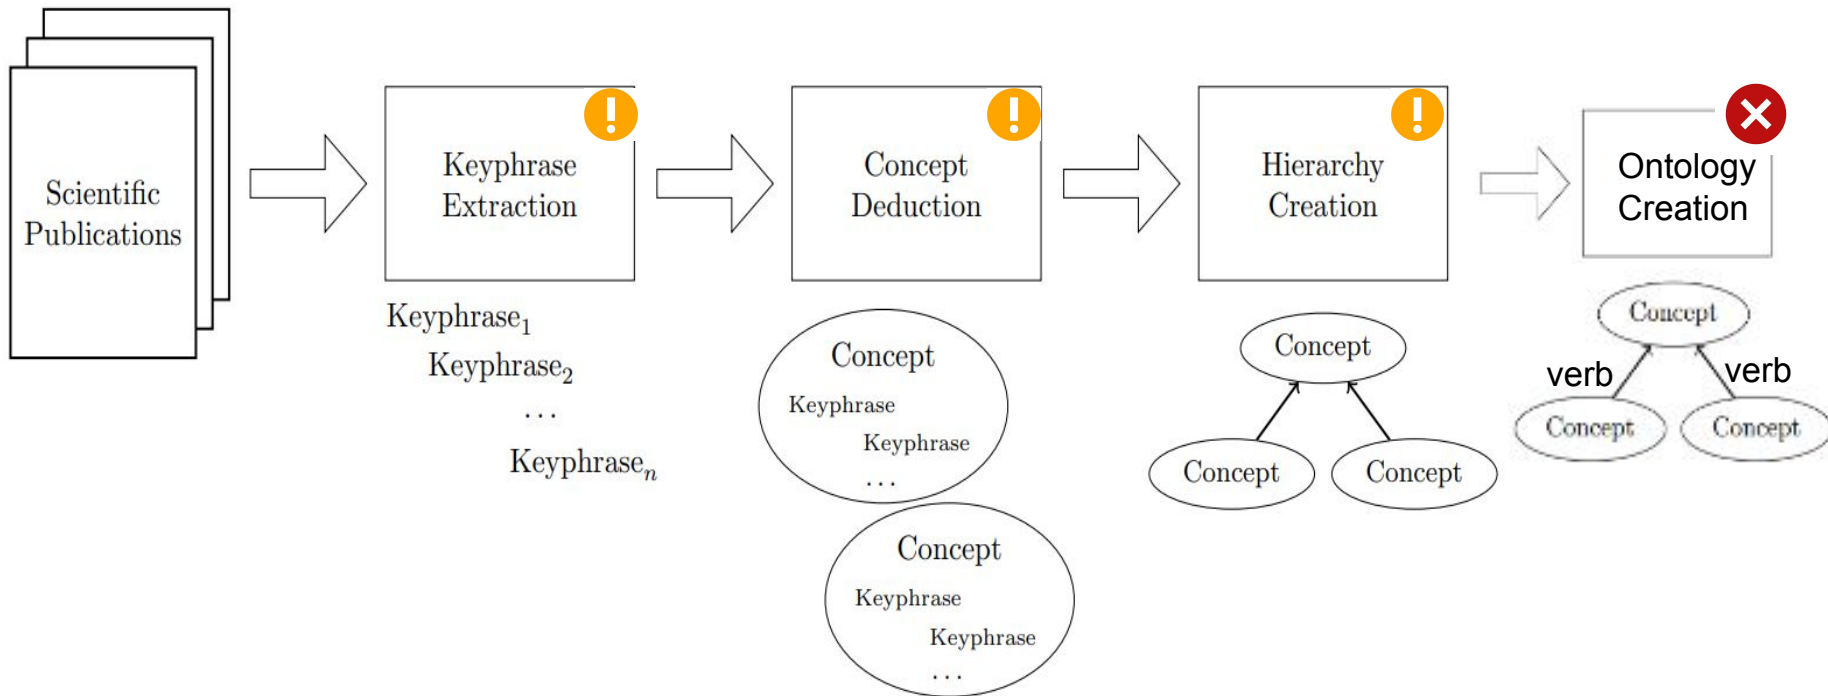 Scientific
Publications
Keyphrase
Extraction
Keyphrase₁
Keyphrase₂
...
Keyphraseₙ
Concept
Deduction
Concept
Keyphrase
Keyphrase
...
Concept
Keyphrase
Keyphrase
...
Hierarchy
Creation
Concept
Concept
Concept
Ontology
Creation
Concept
verb
verb
Concept
Concept